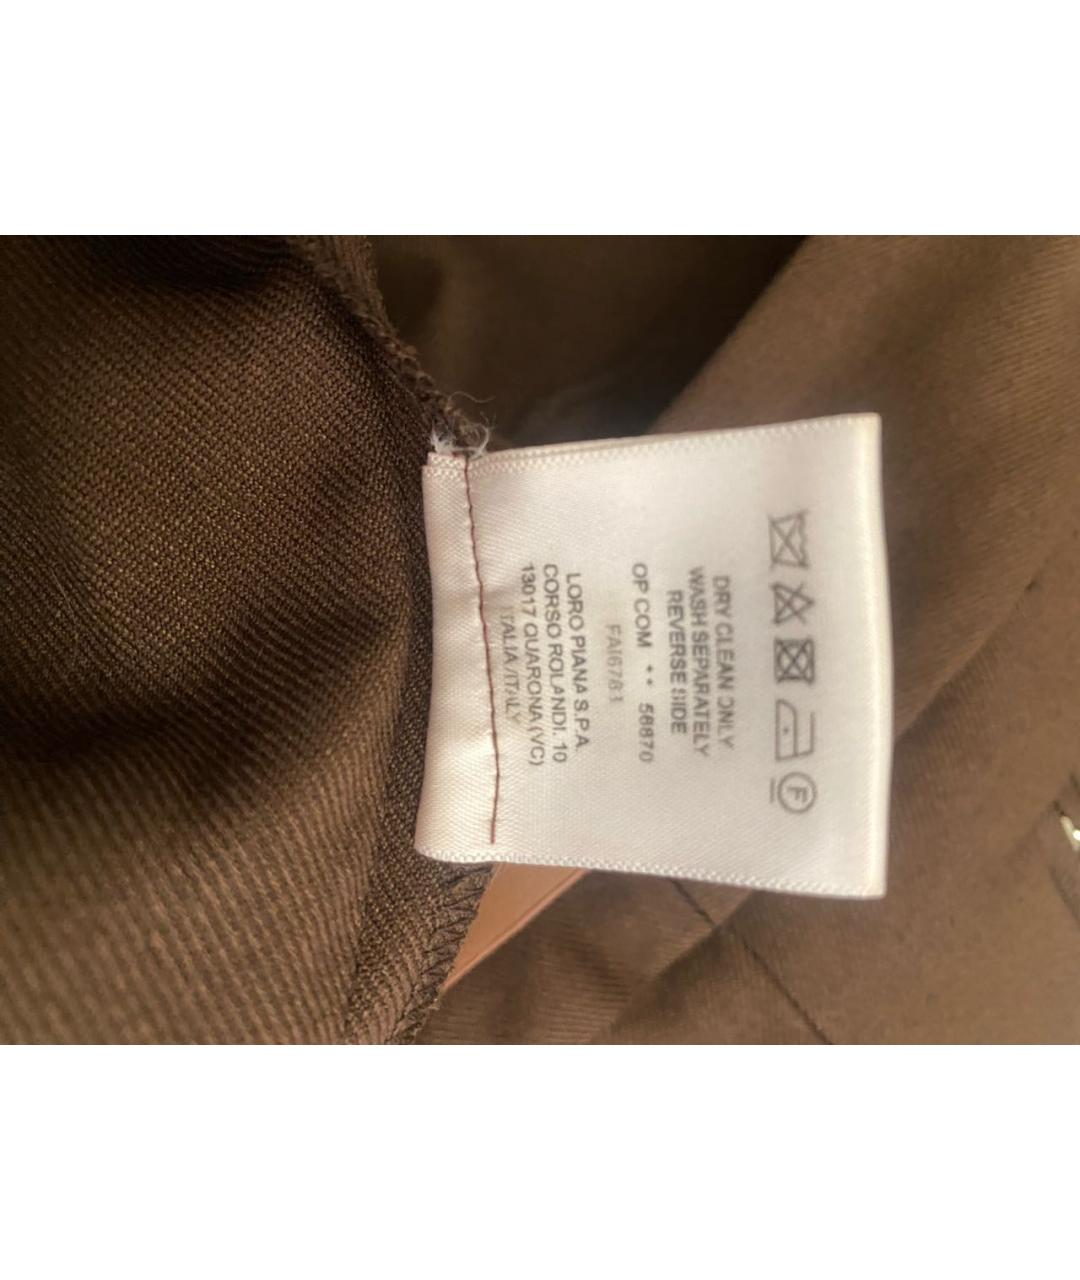 F
DRY CLEAN ONLY
WASH SEPARATELY
REVERSE SIDE
OP COM ** 58870
FAI6781
LORO PIANA S.P.A.
CORSO ROLANDI, 10
13017 QUARONA (VC)
ITALIA /ITALY